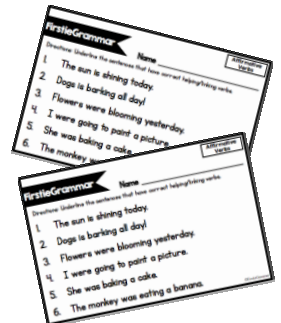 FirstieGrammar
Affirmative
Verbs
Name
Directions: Underline the sentences that have correct helping/linking verbs.
1. The sun is shining today.
2. Dogs is barking all day!
3. Flowers were blooming yesterday.
4. I were going to paint a picture.
5. She was baking a cake.
6. The monkey w
FirstieGrammar
Affirmative
Verbs
Name
Directions: Underline the sentences that have correct helping/linking verbs.
1. The sun is shining today.
2. Dogs is barking all day!
3. Flowers were blooming yesterday.
4. I were going to paint a picture.
5. She was baking a cake.
6. The monkey was eating a banana.